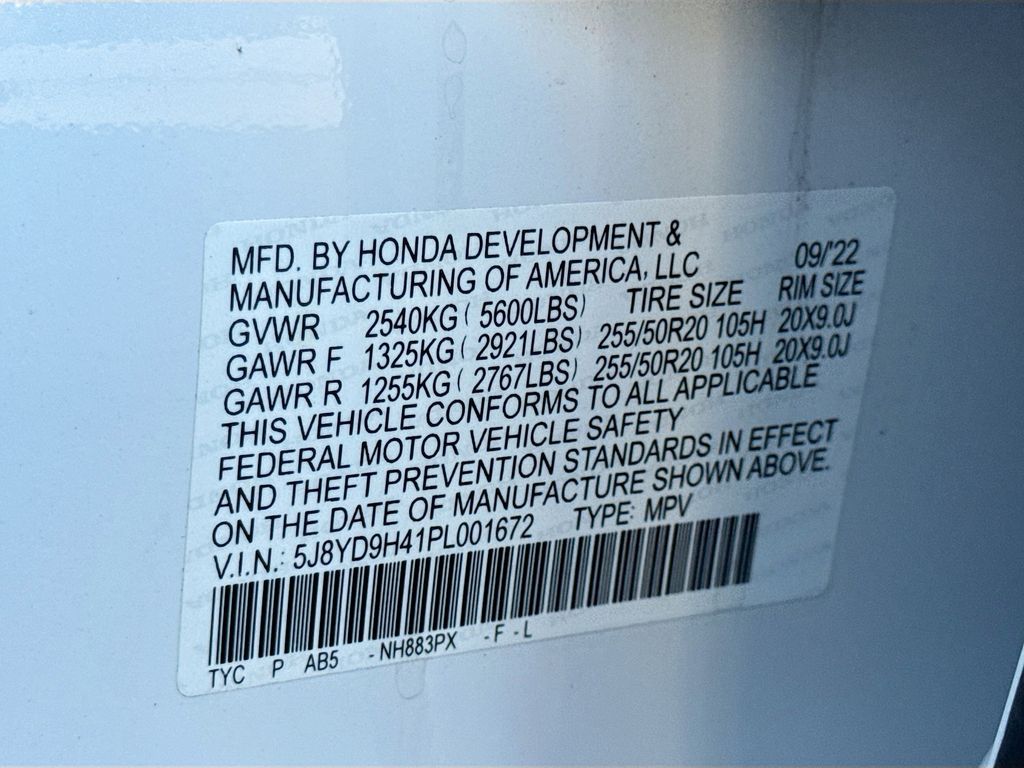 MFD. BY HONDA DEVELOPMENT &
MANUFACTURING OF AMERICA, LLC 09/'22
GVWR 2540KG ( 5600LBS) TIRE SIZE RIM SIZE
GAWR F 1325KG ( 2921LBS) 255/50R20 105H 20X9.0J
GAWR R 1255KG ( 2767LBS) 255/50R20 105H 20X9.0J
THIS VEHICLE CONFORMS TO ALL APPLICABLE
FEDERAL MOTOR VEHICLE SAFETY
AND THEFT PREVENTION STANDARDS IN EFFECT
ON THE DATE OF MANUFACTURE SHOWN ABOVE.
V.I.N.: 5J8YD9H41PL001672 TYPE: MPV
TYC P AB5 - NH883PX - F - L